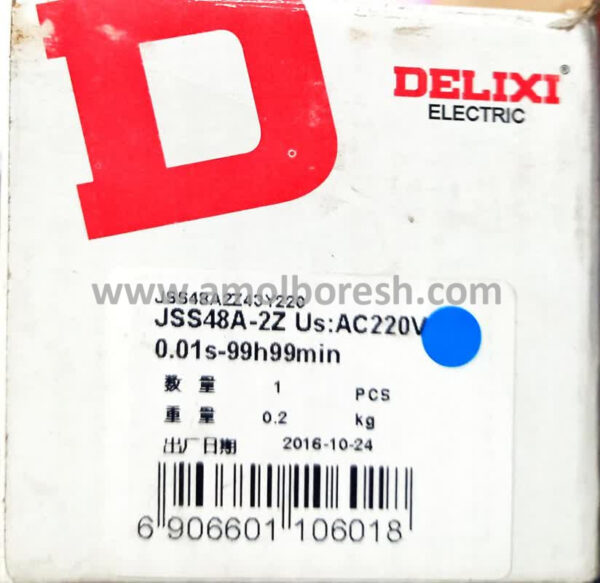 D
DELIXI®
ELECTRIC
www.amolboresh.com
JSS48A2Z43Y220
JSS48A-2Z Us:AC220V
0.01s-99h99min
数量 1 PCS
重量 0.2 kg
出厂日期 2016-10-24
6 906601 106018